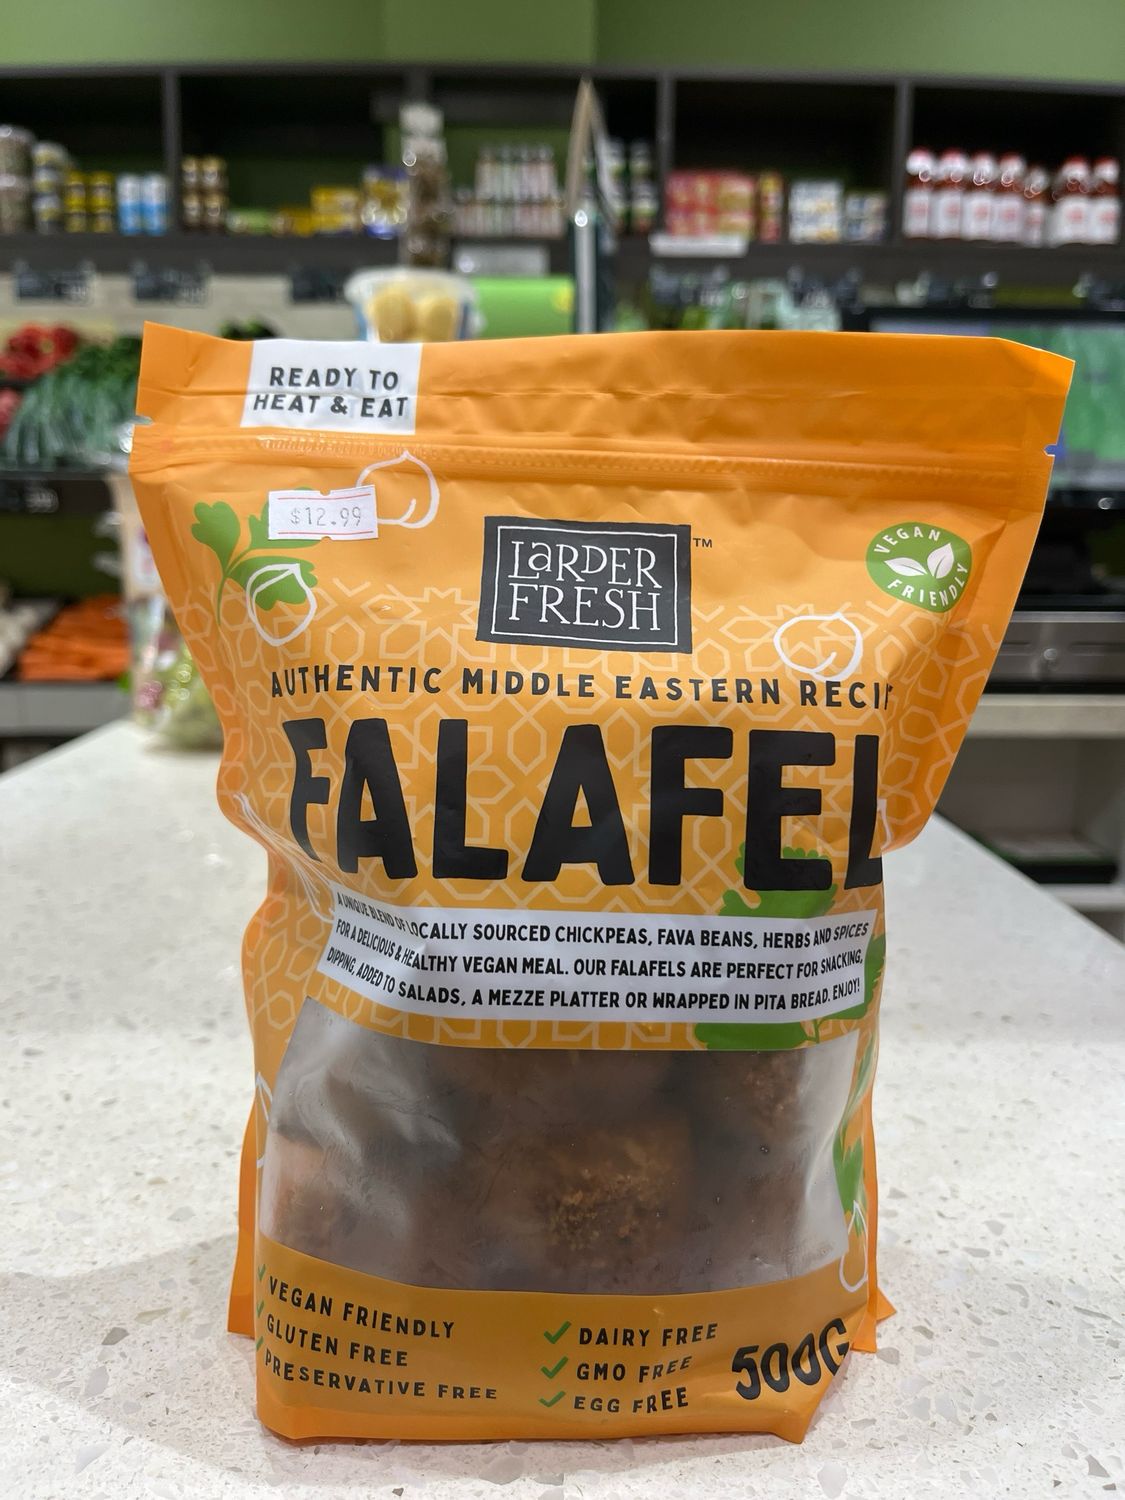 READY TO
HEAT & EAT
$12.99
LARDER
FRESH
™
VEGAN
FRIENDLY
AUTHENTIC MIDDLE EASTERN
FALAFEL
A UNIQUE BLEND OF LOCALLY SOURCED CHICKPEAS, FAVA BEANS, HERBS AND SPICES
FOR A DELICIOUS & HEALTHY VEGAN MEAL. OUR FALAFELS ARE PERFECT FOR SNACKING,
DIPPING, ADDED TO SALADS, A MEZZE PLATTER OR WRAPPED IN PITA BREAD. ENJOY!
VEGAN FRIENDLY
GLUTEN FREE
PRESERVATIVE FREE
DAIRY FREE
GMO FREE
EGG FREE
500G